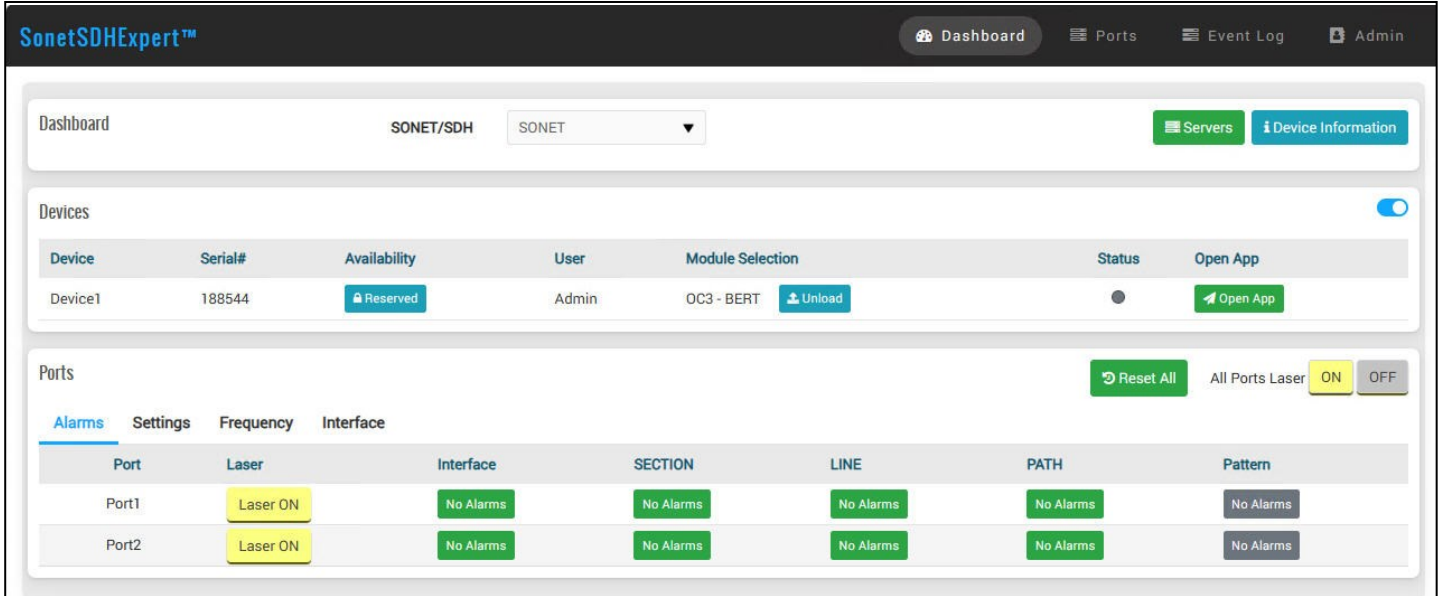 SonetSDHExpert™ Dashboard Ports Event Log Admin
Dashboard SONET/SDH SONET Servers Device Information
Devices
Device Serial# Availability User Module Selection Status Open App
Device1 188544 Reserved Admin OC3 - BERT Unload Open App
Ports Reset All All Ports Laser ON OFF
Alarms Settings Frequency Interface
Port Laser Interface SECTION LINE PATH Pattern
Port1 Laser ON No Alarms No Alarms No Alarms No Alarms No Alarms
Port2 Laser ON No Alarms No Alarms No Alarms No Alarms No Alarms